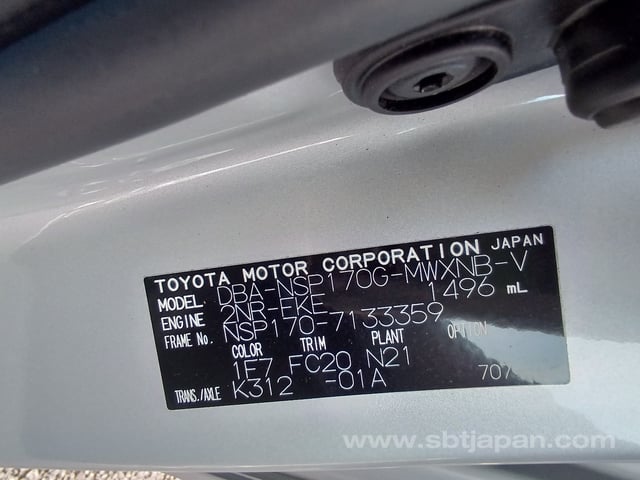 TOYOTA MOTOR CORPORATION JAPAN
MODEL DBA-NSP170G-MWXNB-V
ENGINE 2NR-FKE 1496 mL
FRAME No. NSP170-7133359
COLOR TRIM PLANT OPTION
1F7 FC20 N21
TRANS./AXLE K312 -01A 707
www.sbtjapan.com